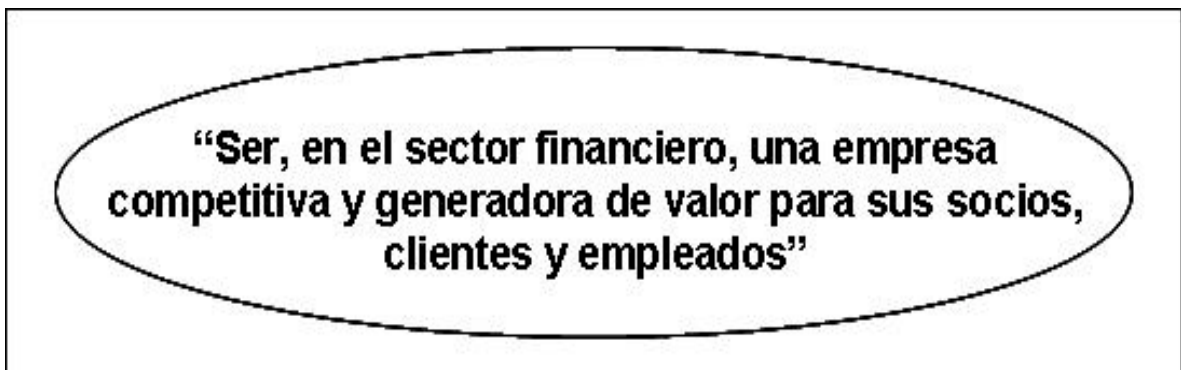 “Ser, en el sector financiero, una empresa
competitiva y generadora de valor para sus socios,
clientes y empleados”